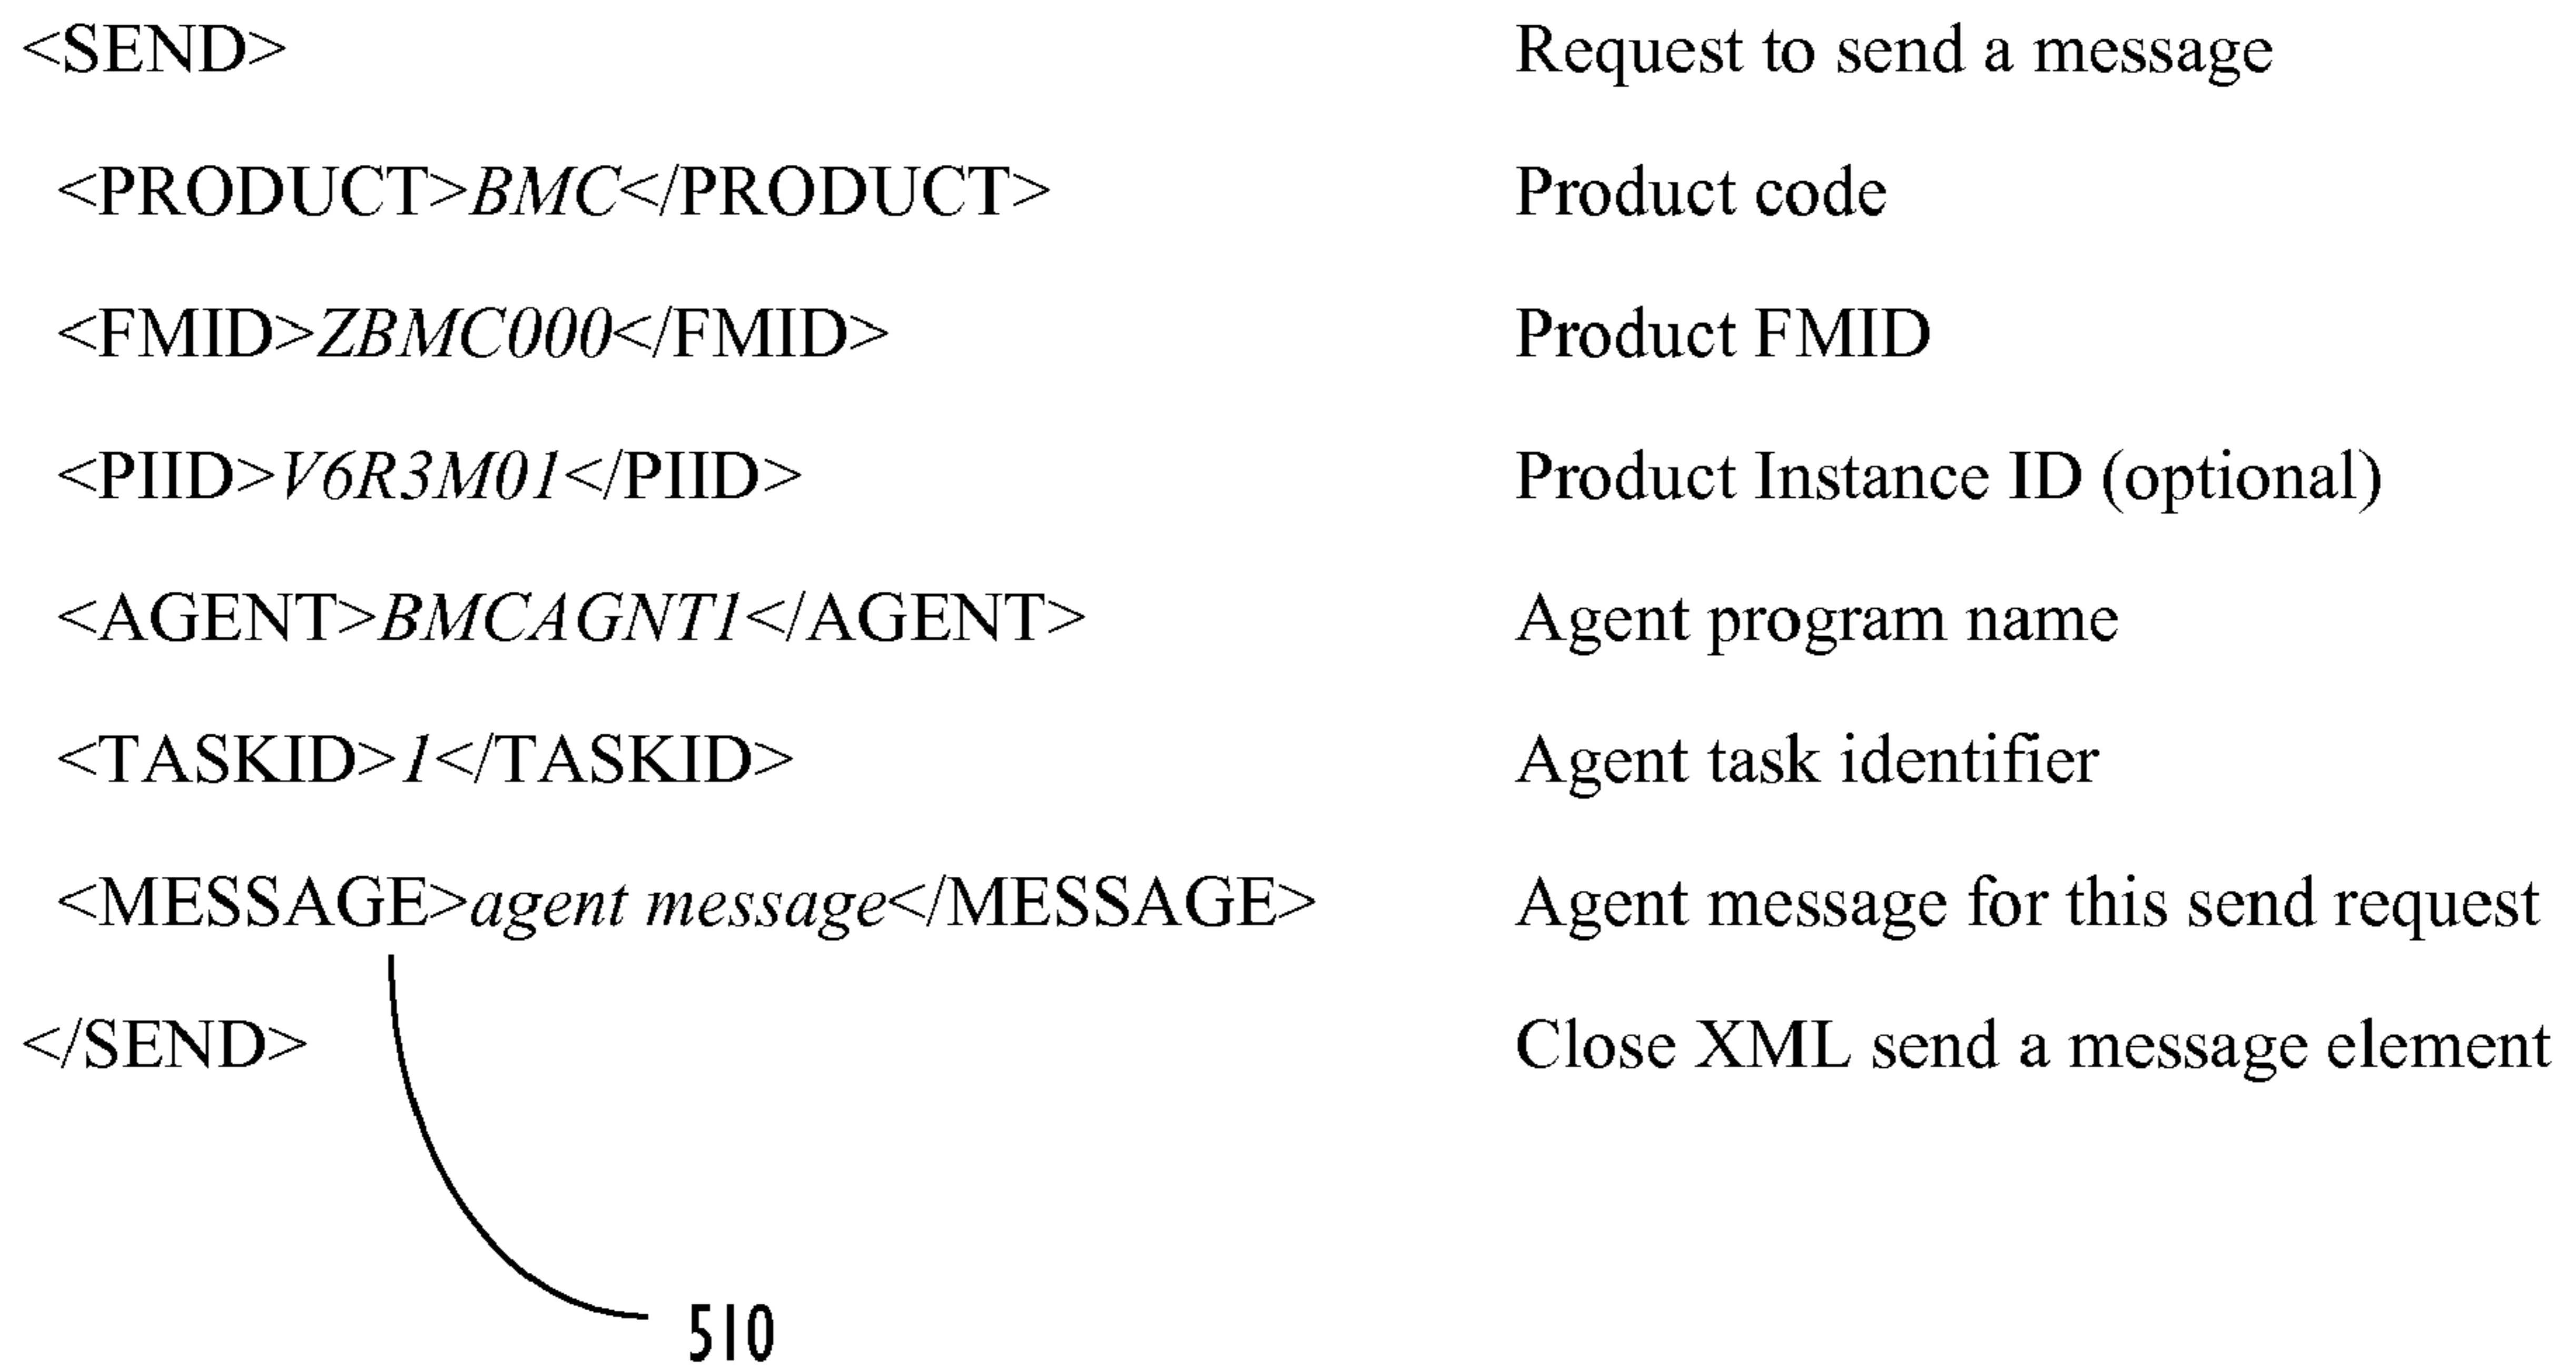 <SEND> Request to send a message
<PRODUCT>BMC</PRODUCT> Product code
<FMID>ZBMC000</FMID> Product FMID
<PIID>V6R3M01</PIID> Product Instance ID (optional)
<AGENT>BMCAGNT1</AGENT> Agent program name
<TASKID>1</TASKID> Agent task identifier
<MESSAGE>agent message</MESSAGE> Agent message for this send request
</SEND> Close XML send a message element
510